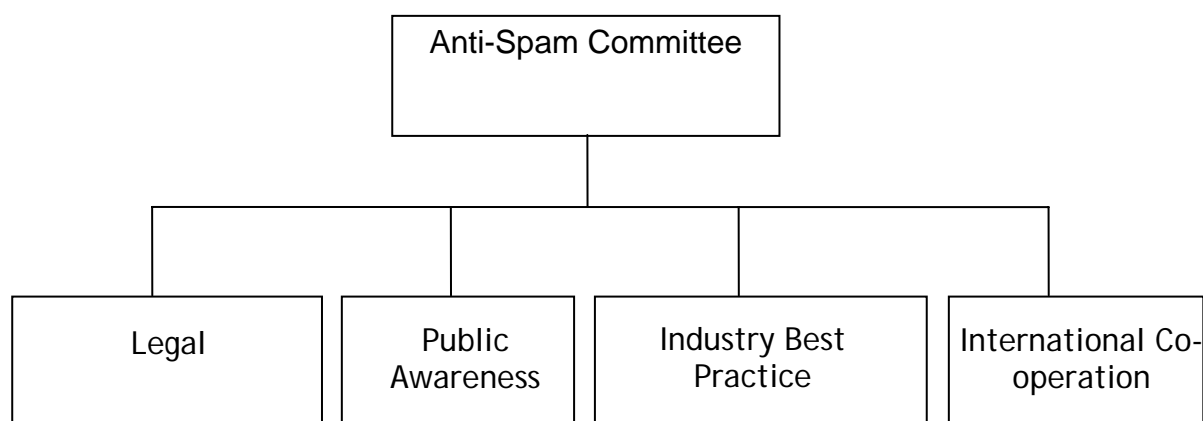 Anti-Spam Committee
Legal
Public
Awareness
Industry Best
Practice
International Co-
operation